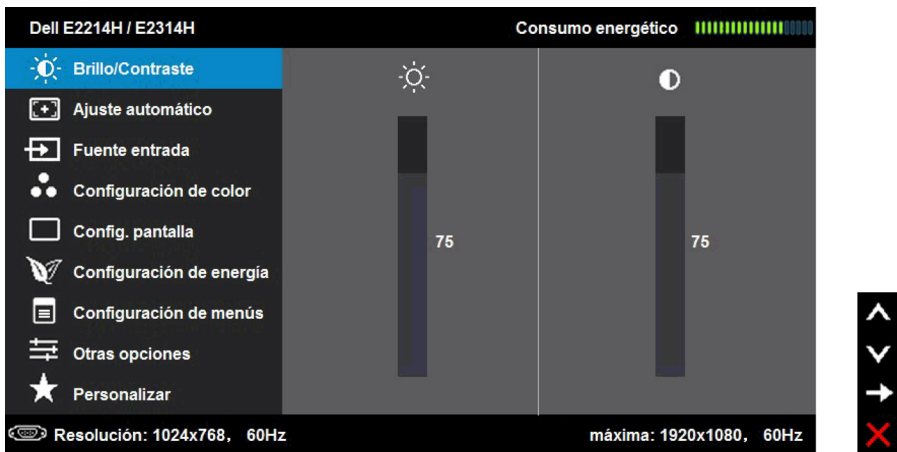 Dell E2214H / E2314H
Consumo energético
Brillo/Contraste
Ajuste automático
Fuente entrada
Configuración de color
Config. pantalla
Configuración de energía
Configuración de menús
Otras opciones
Personalizar
75
75
Resolución: 1024x768, 60Hz
máxima: 1920x1080, 60Hz